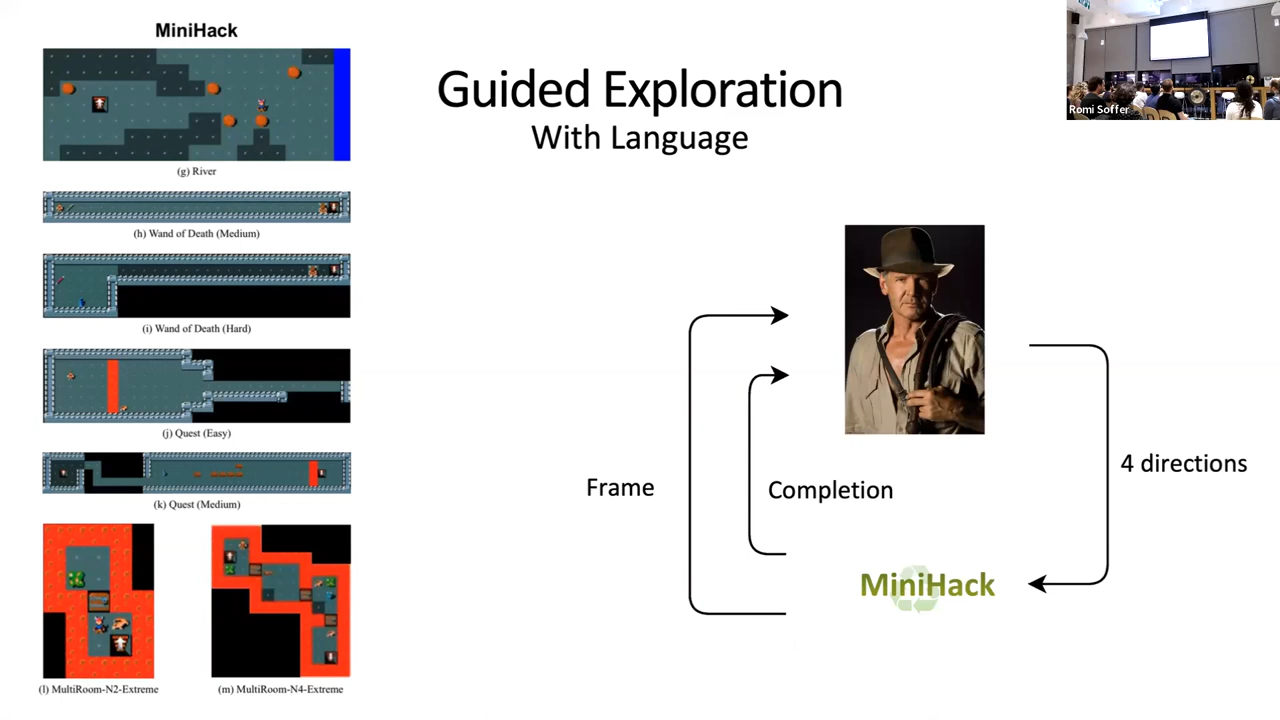 MiniHack
(g) River
(h) Wand of Death (Medium)
(i) Wand of Death (Hard)
(j) Quest (Easy)
(k) Quest (Medium)
(l) MultiRoom-N2-Extreme
(m) MultiRoom-N4-Extreme
Guided Exploration
With Language
Frame
Completion
4 directions
MiniHack
Romi Soffer